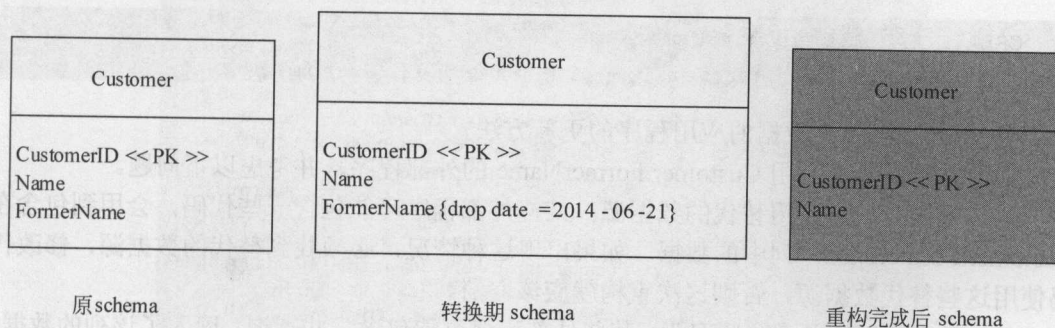 Customer
CustomerID << PK >>
Name
FormerName
原schema
Customer
CustomerID << PK >>
Name
FormerName{drop date =2014-06-21}
转换期 schema
Customer
CustomerID << PK >>
Name
重构完成后 schema